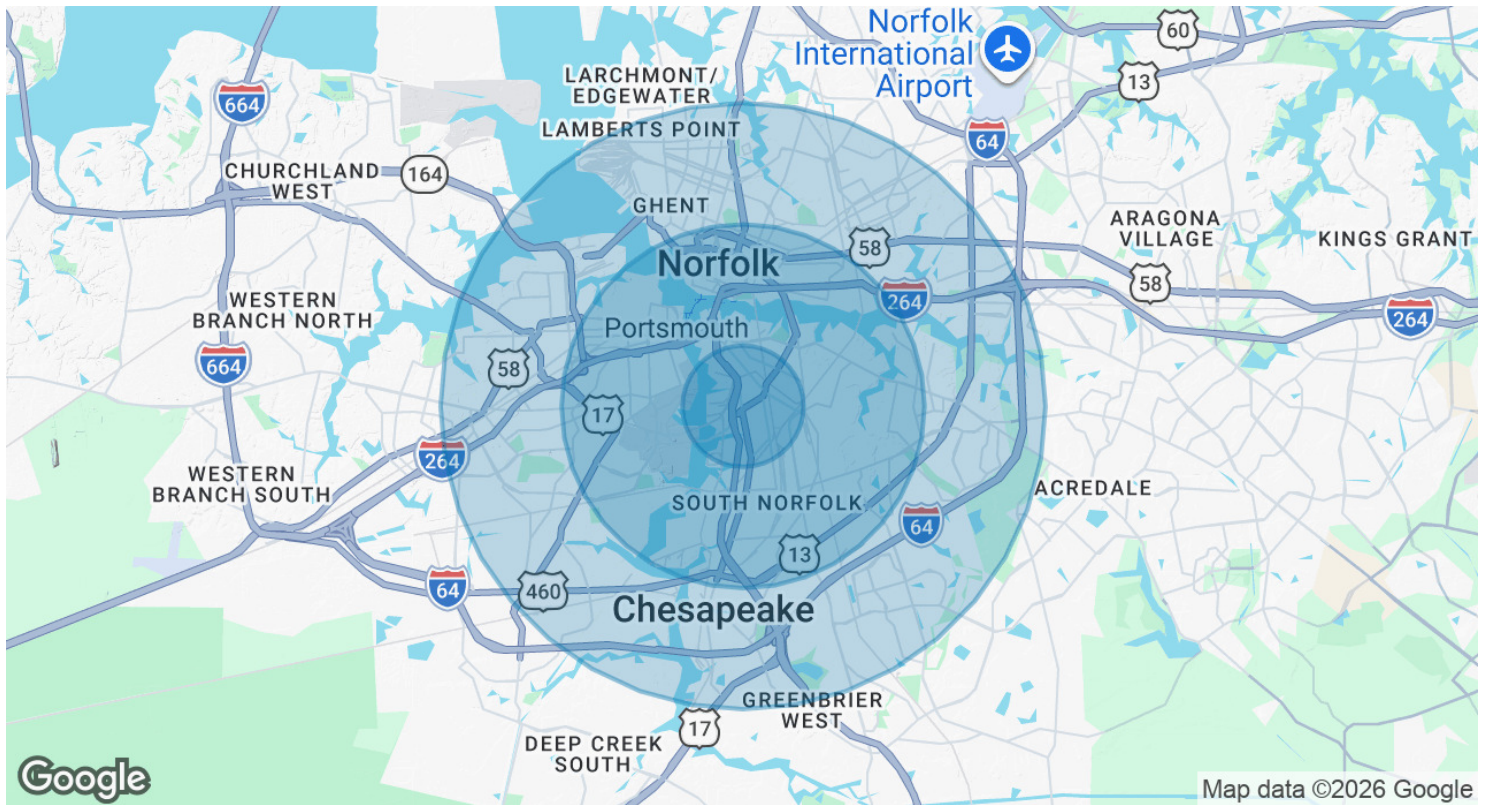 Norfolk
International
Airport
60
13
664
LARCHMONT/
EDGEWATER
LAMBERTS POINT
64
CHURCHLAND
WEST
164
GHENT
ARAGONA
VILLAGE
KINGS GRANT
58
Norfolk
58
264
264
WESTERN
BRANCH NORTH
Portsmouth
664
58
17
264
WESTERN
BRANCH SOUTH
ACREDALE
SOUTH NORFOLK
64
13
64
460
Chesapeake
GREENBRIER
WEST
17
DEEP CREEK
SOUTH
Google
Map data ©2026 Google